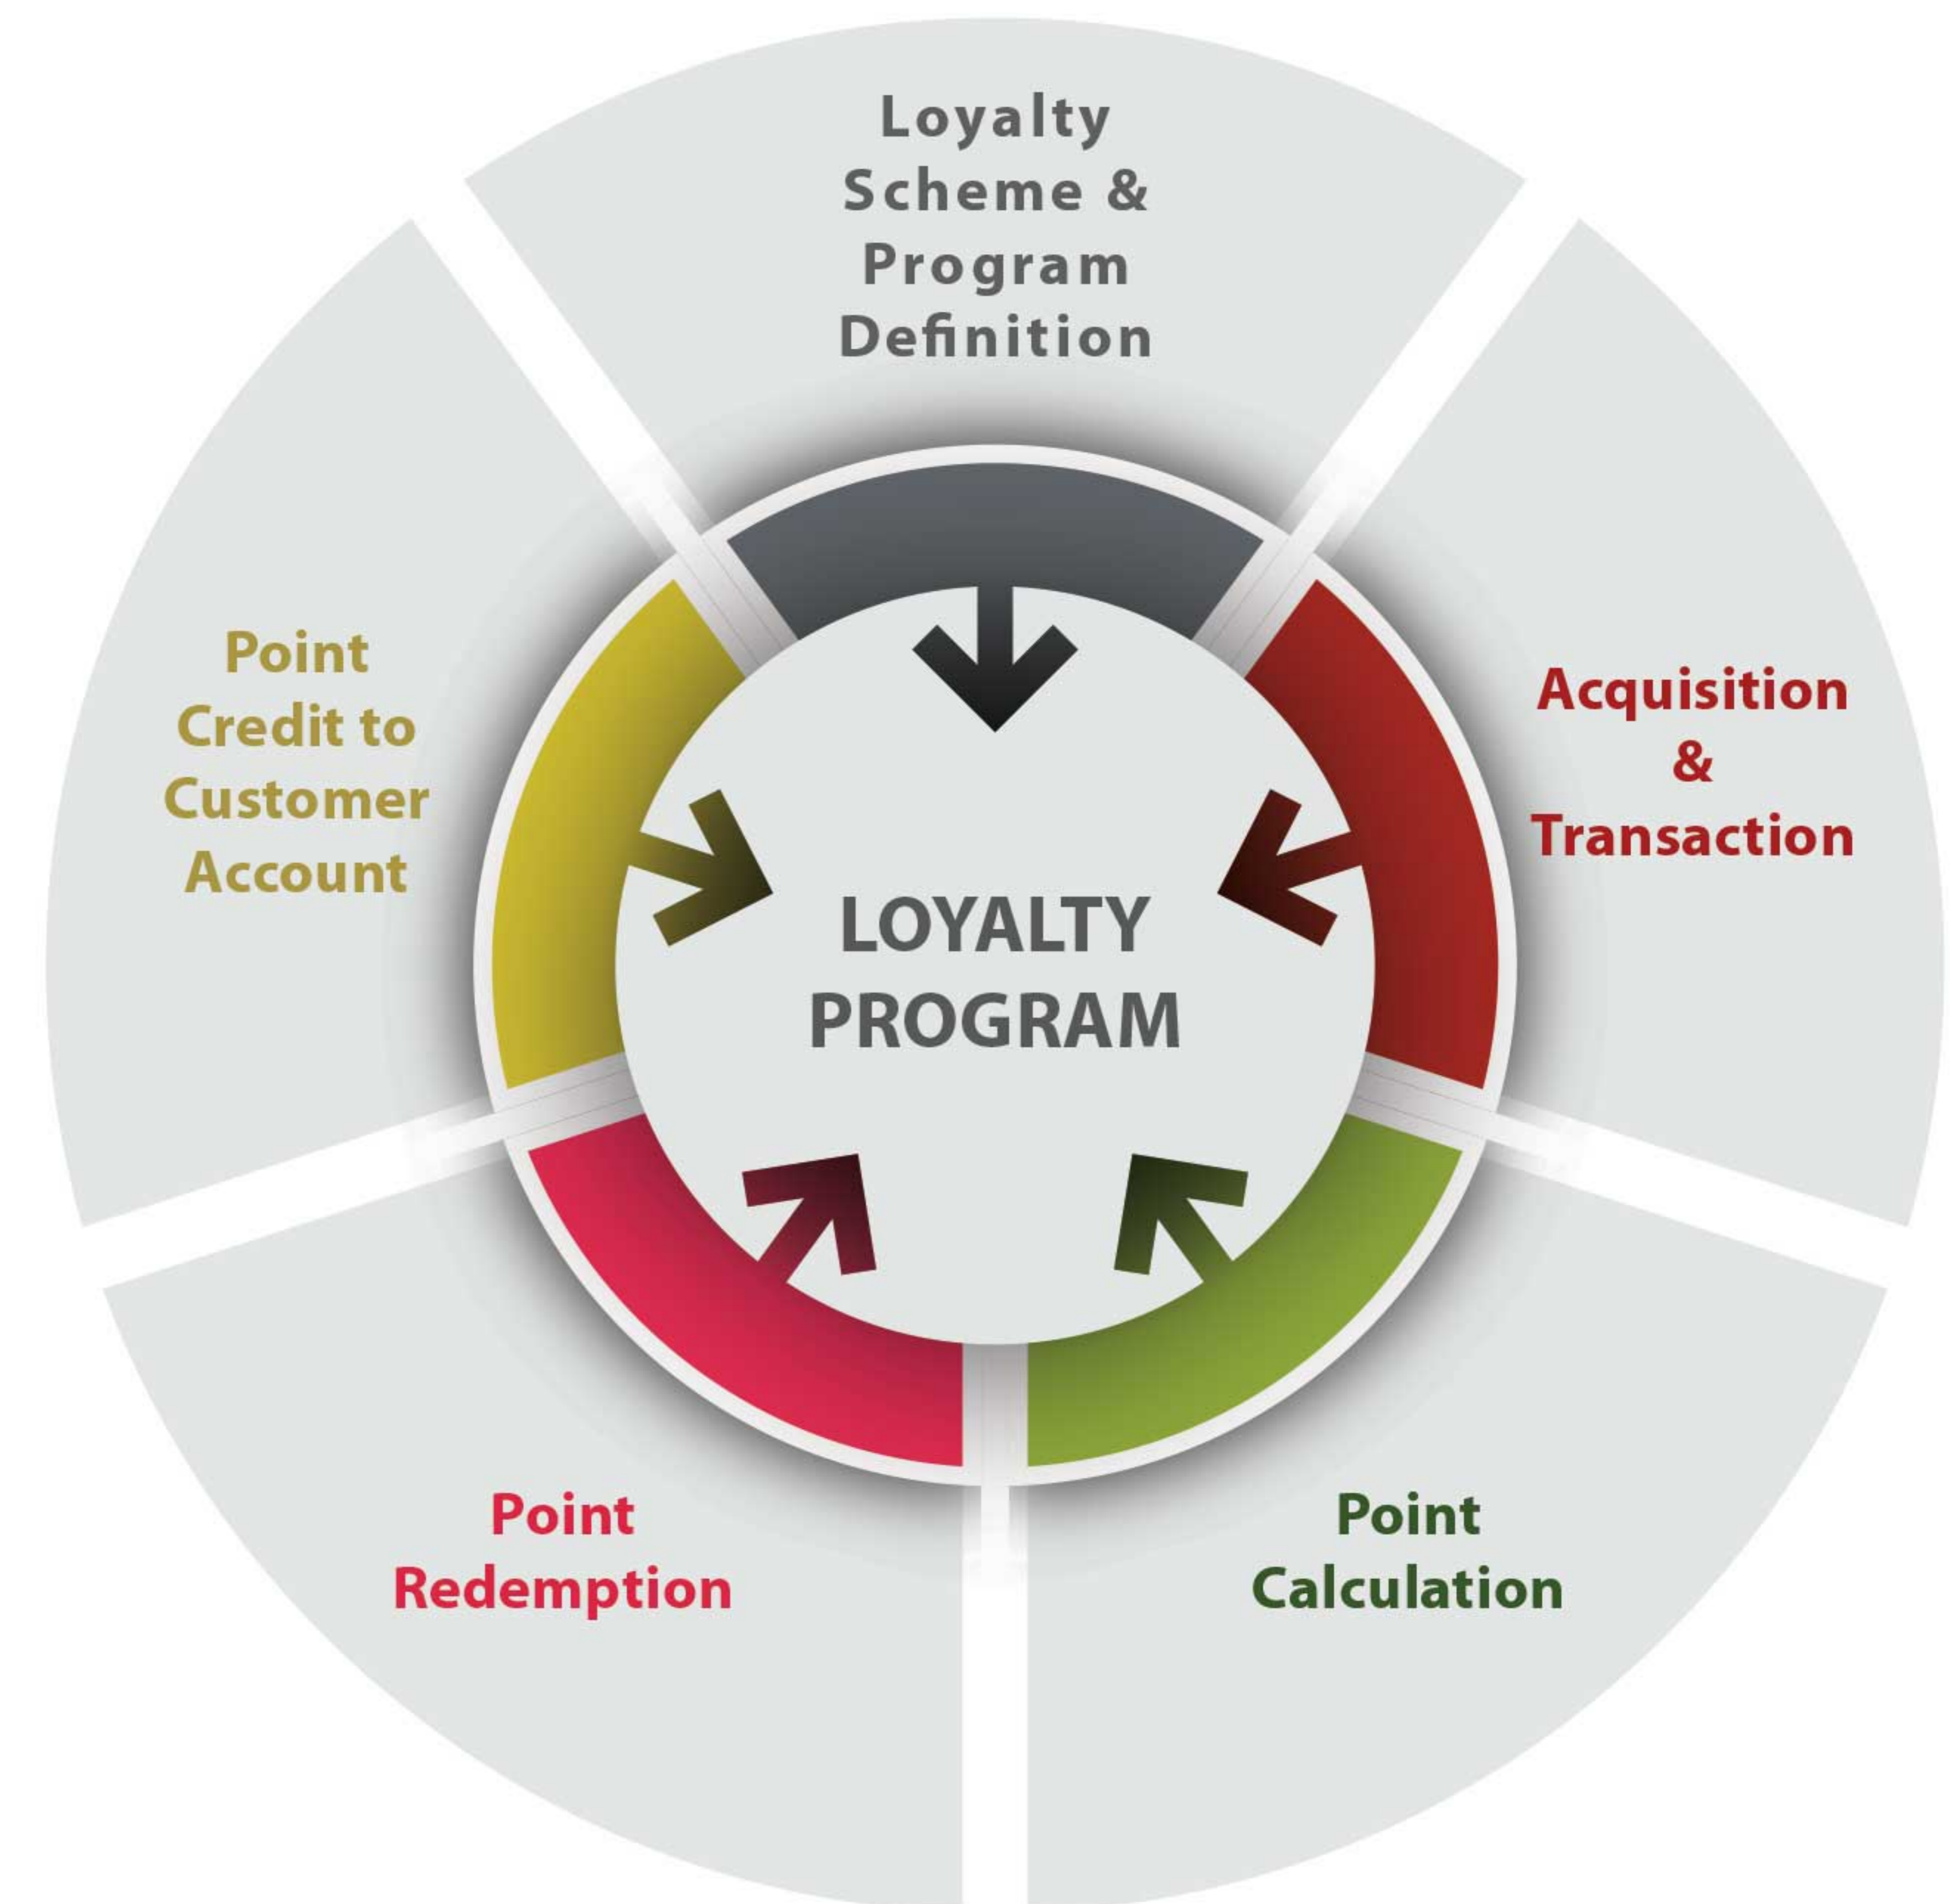 Loyalty
Scheme &
Program
Definition
Acquisition
&
Transaction
Point
Calculation
Point
Redemption
Point
Credit to
Customer
Account
LOYALTY
PROGRAM